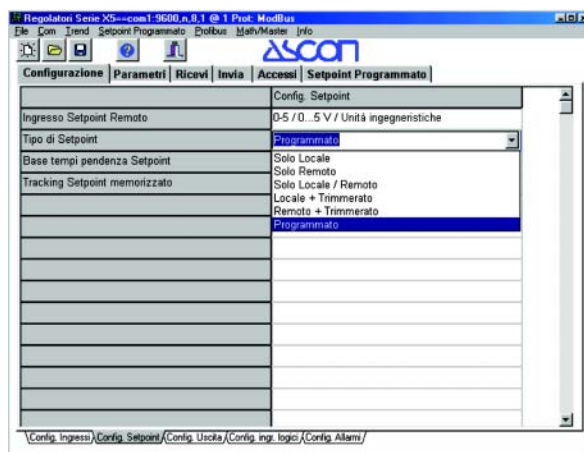 Regolatori Serie X5==com1:9600,n,8,1 @ 1 Prot: ModBus
File Com Trend Setpoint Programmato Profibus Math/Master Info
ASCON
Configurazione Parametri Ricevi Invia Accessi Setpoint Programmato
Config. Setpoint
Ingresso Setpoint Remoto 0-5 / 0...5 V / Unità ingegneristiche
Tipo di Setpoint Programmato
Base tempi pendenza Setpoint Solo Locale
Solo Remoto
Tracking Setpoint memorizzato Solo Locale / Remoto
Locale + Trimmerato
Remoto + Trimmerato
Programmato
Config. Ingressi Config. Setpoint Config. Uscita Config. ingr. logici Config. Allarmi